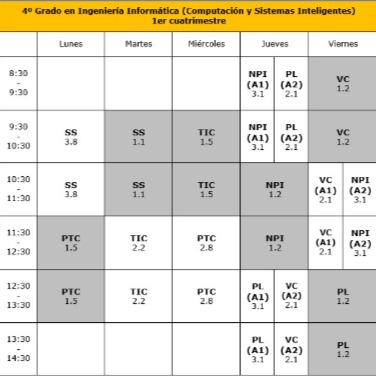 4º Grado en Ingeniería Informática (Computación y Sistemas Inteligentes)
1er cuatrimestre
Lunes Martes Miércoles Jueves Viernes
8:30 - 9:30
NPI (A1) 3.1 PL (A2) 2.1 VC 1.2
9:30 - 10:30
SS 3.8 SS 1.1 TIC 1.5 NPI (A1) 3.1 PL (A2) 2.1 VC 1.2
10:30 - 11:30
SS 3.8 SS 1.1 TIC 1.5 NPI 1.2 VC (A1) 2.1 NPI (A2) 3.1
11:30 - 12:30
PTC 1.5 TIC 2.2 PTC 2.8 NPI 1.2 VC (A1) 2.1 NPI (A2) 3.1
12:30 - 13:30
PTC 1.5 TIC 2.2 PTC 2.8 PL (A1) 3.1 VC (A2) 2.1 PL 1.2
13:30 - 14:30
PL (A1) 3.1 VC (A2) 2.1 PL 1.2